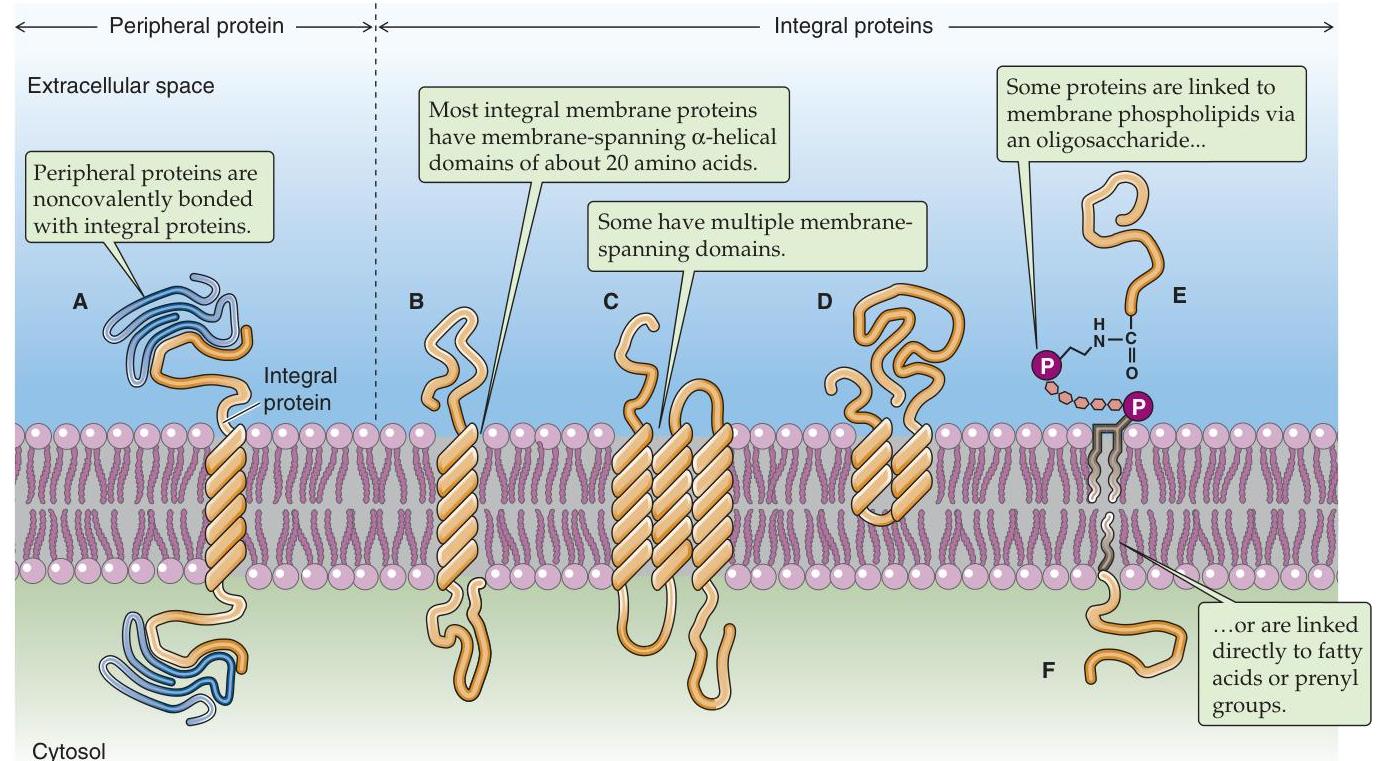 Peripheral protein
Integral proteins
Extracellular space
Peripheral proteins are
noncovalently bonded
with integral proteins.
Most integral membrane proteins
have membrane-spanning α-helical
domains of about 20 amino acids.
Some have multiple membrane-
spanning domains.
Some proteins are linked to
membrane phospholipids via
an oligosaccharide...
A
B
C
D
E
Integral
protein
H
N
C
O
P
P
...or are linked
directly to fatty
acids or prenyl
groups.
F
Cytosol